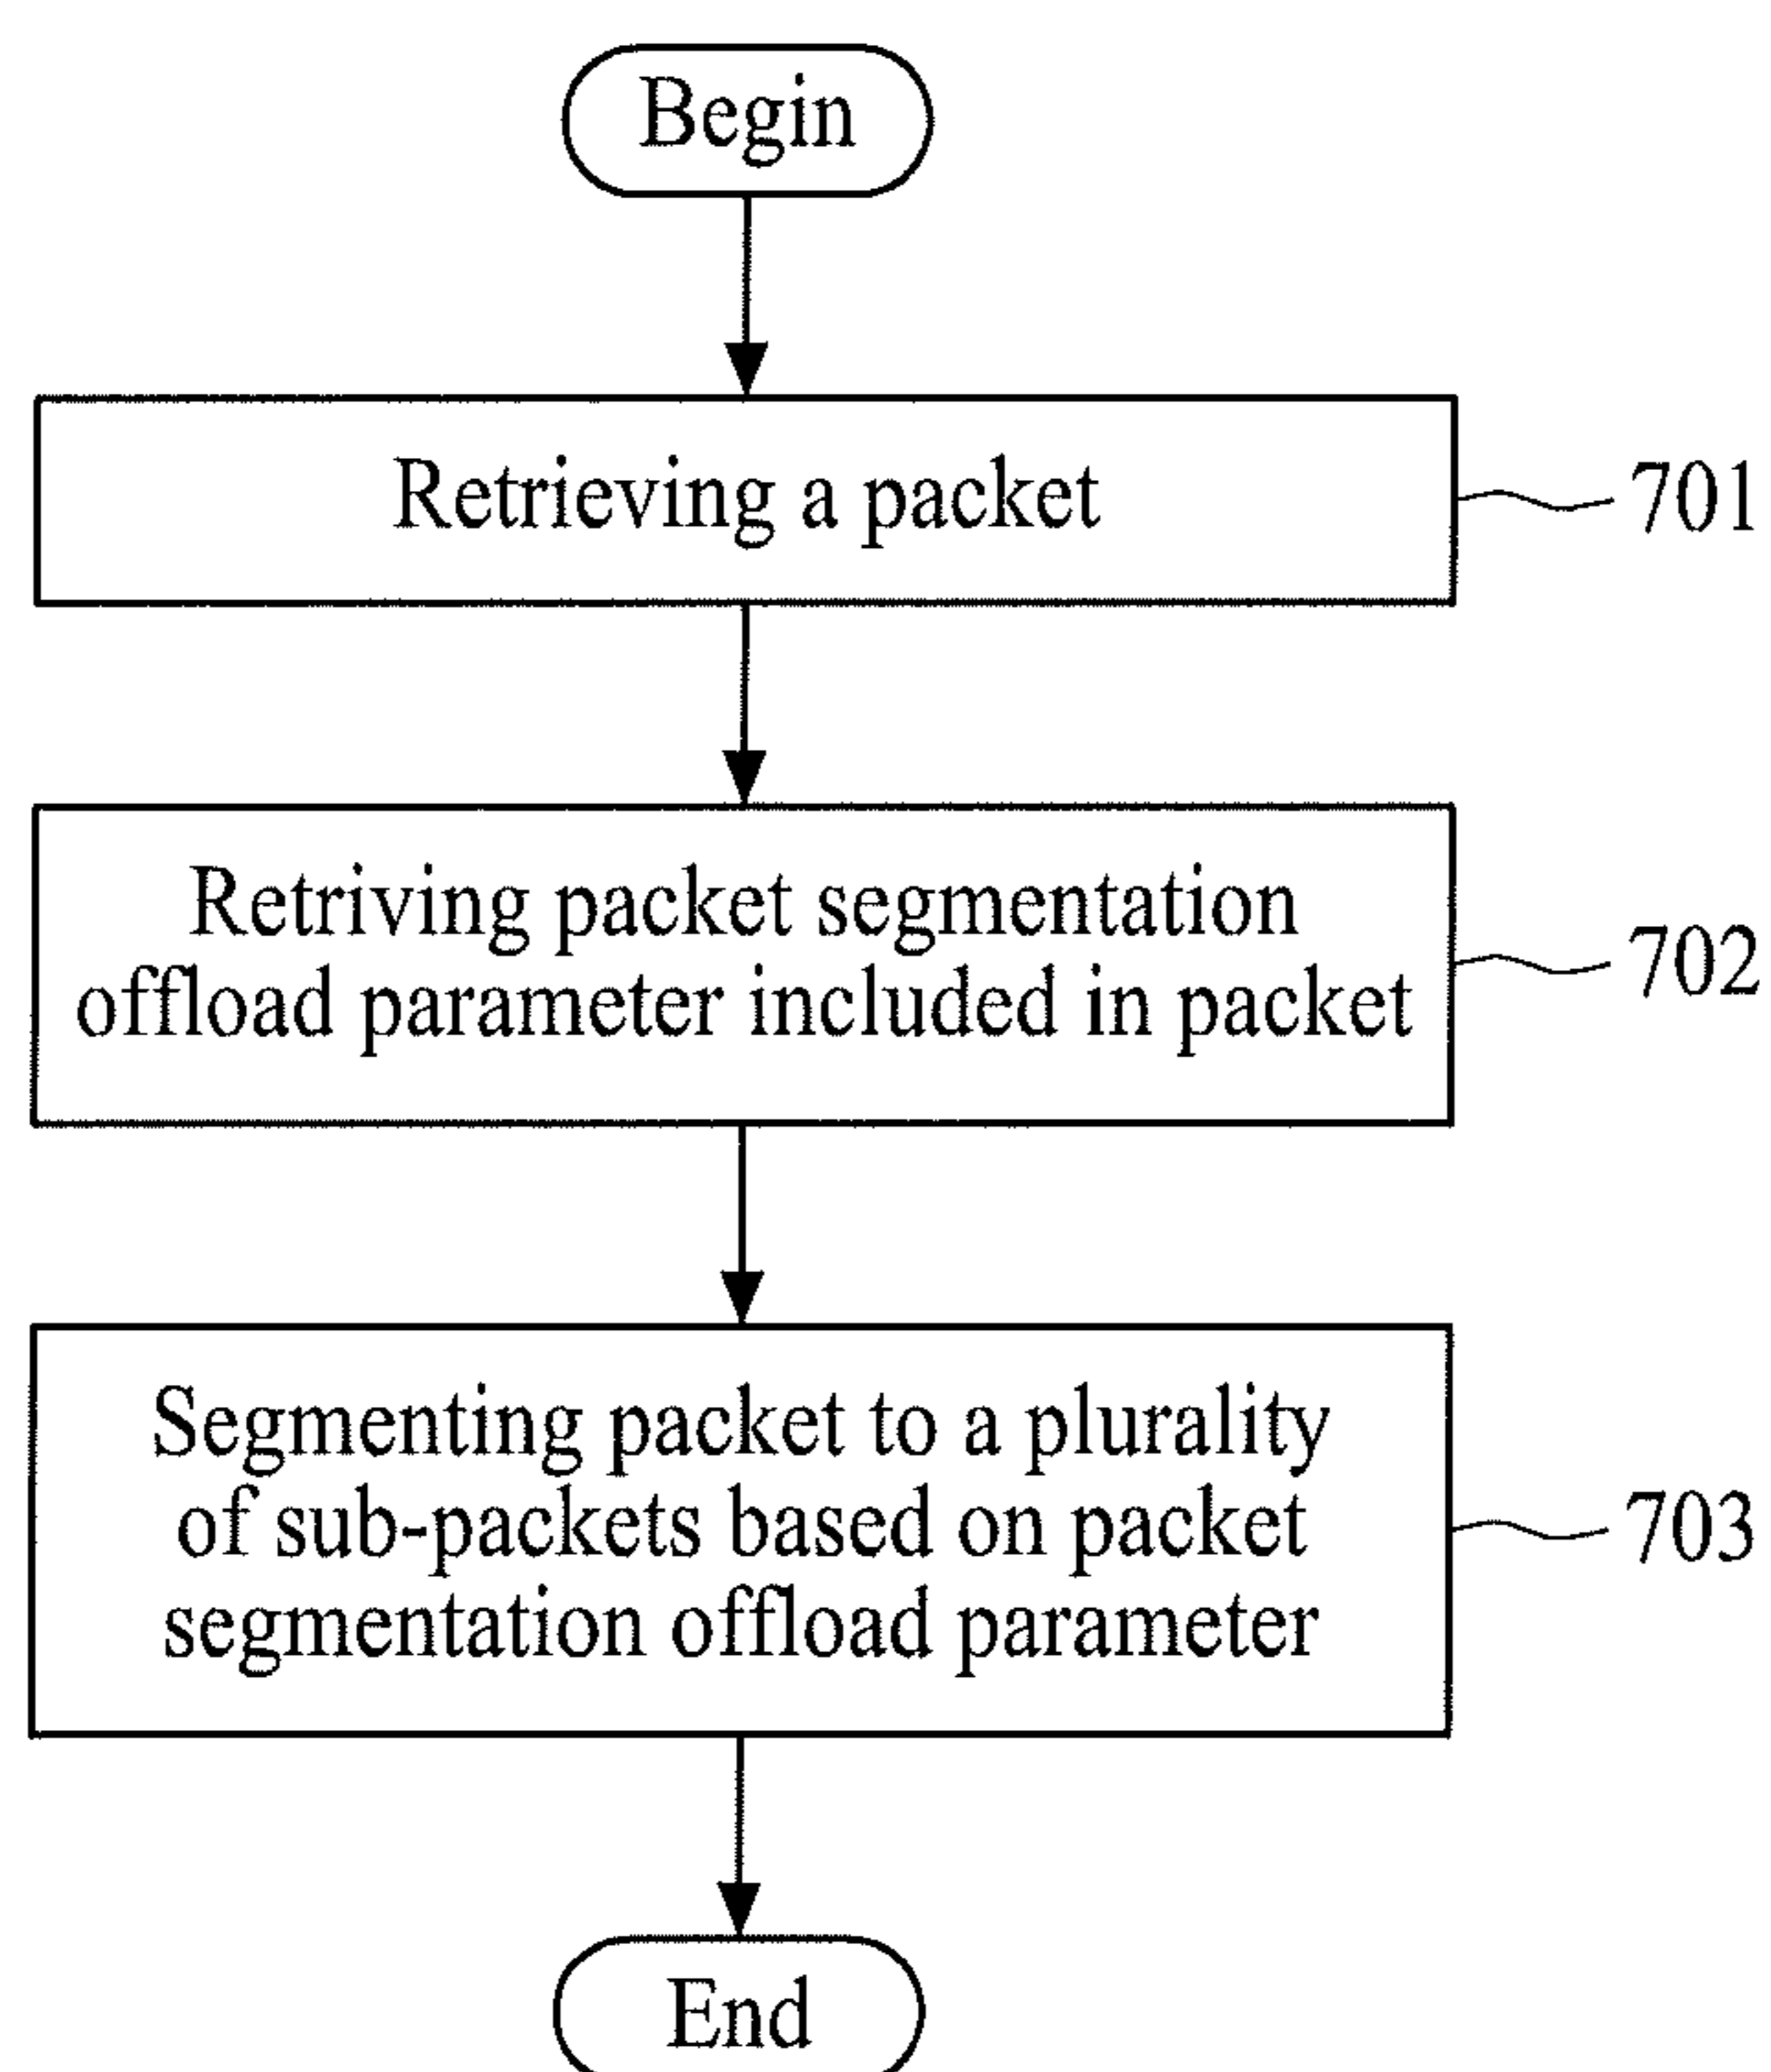 Begin
Retrieving a packet
701
Retriving packet segmentation
offload parameter included in packet
702
Segmenting packet to a plurality
of sub-packets based on packet
segmentation offload parameter
703
End